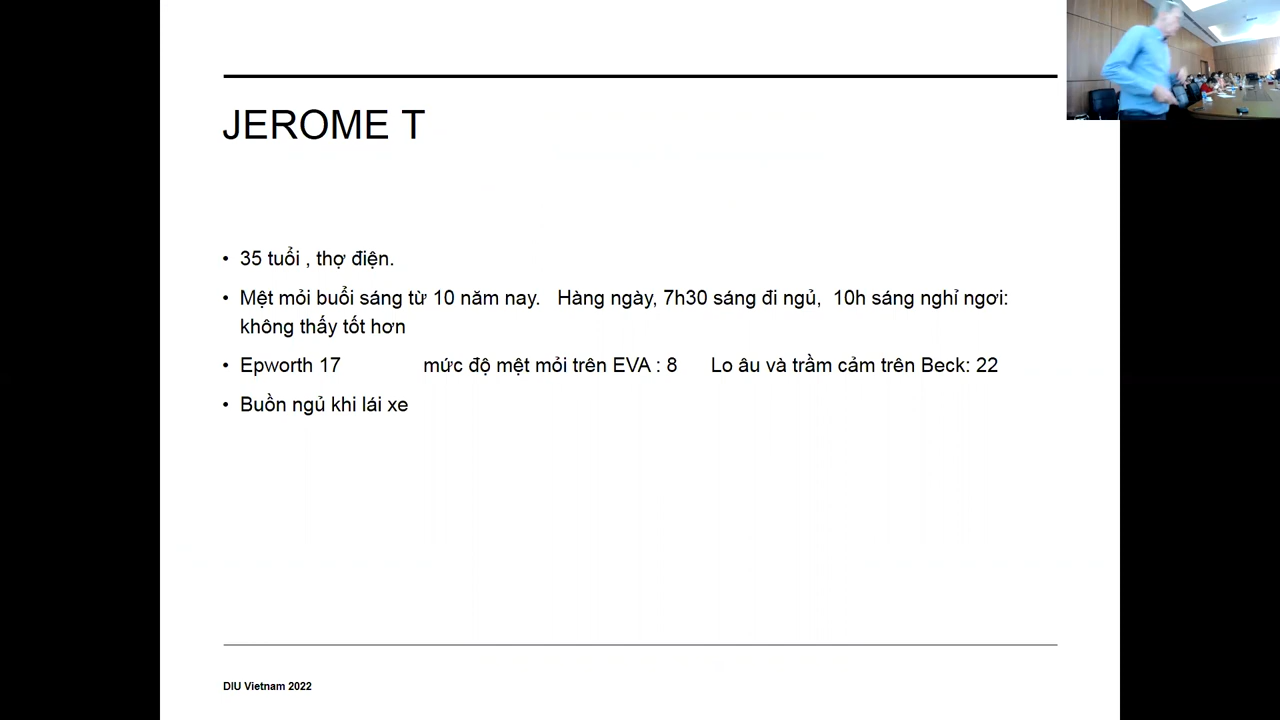 JEROME T
• 35 tuổi , thợ điện.
• Mệt mỏi buổi sáng từ 10 năm nay. Hàng ngày, 7h30 sáng đi ngủ, 10h sáng nghỉ ngơi:
không thấy tốt hơn
• Epworth 17 mức độ mệt mỏi trên EVA : 8 Lo âu và trầm cảm trên Beck: 22
• Buồn ngủ khi lái xe
DIU Vietnam 2022